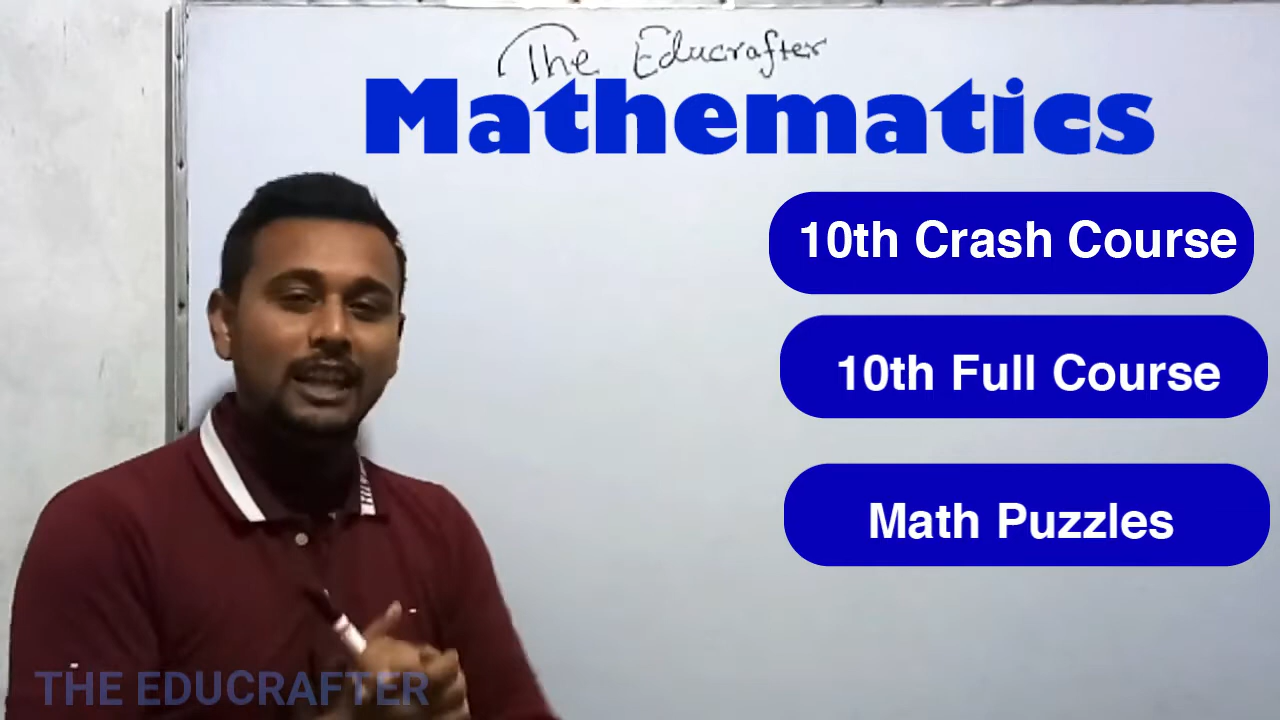 The Educrafter
Mathematics
10th Crash Course
10th Full Course
Math Puzzles
THE EDUCRAFTER